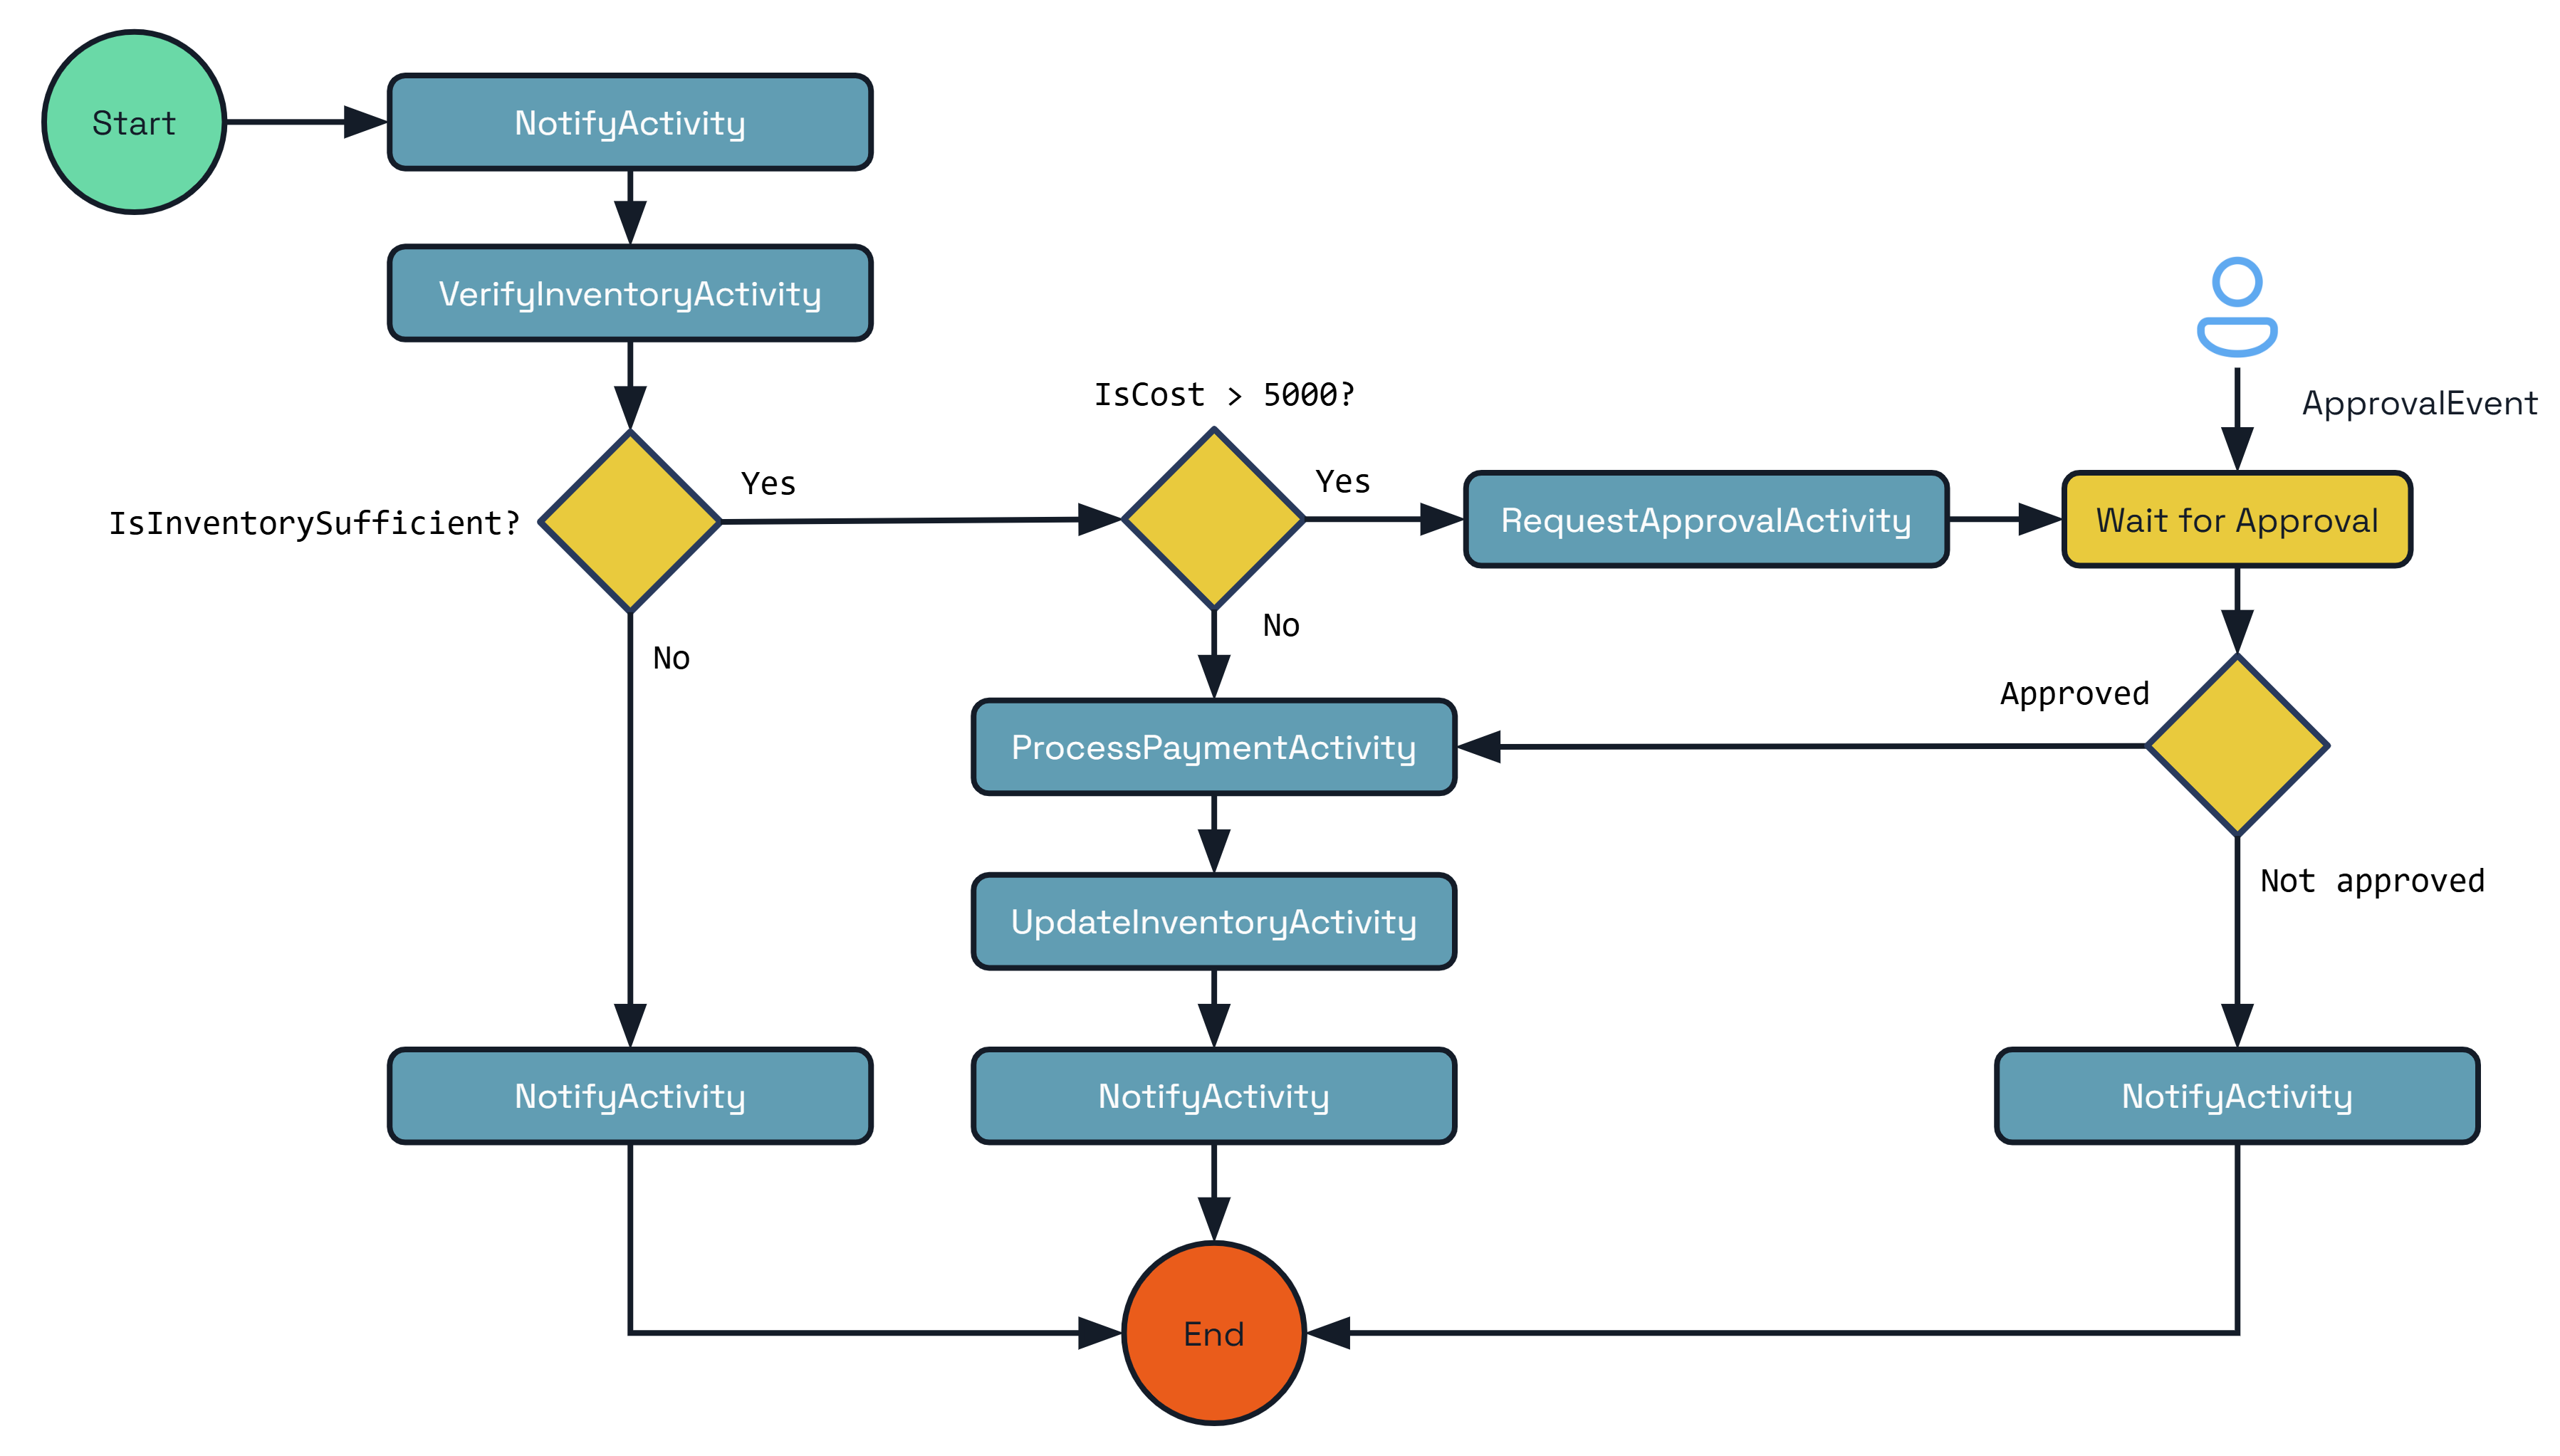 Start
NotifyActivity
VerifyInventoryActivity
IsCost > 5000?
ApprovalEvent
IsInventorySufficient?
Yes
Yes
RequestApprovalActivity
Wait for Approval
No
No
Approved
ProcessPaymentActivity
Not approved
UpdateInventoryActivity
NotifyActivity
NotifyActivity
NotifyActivity
End